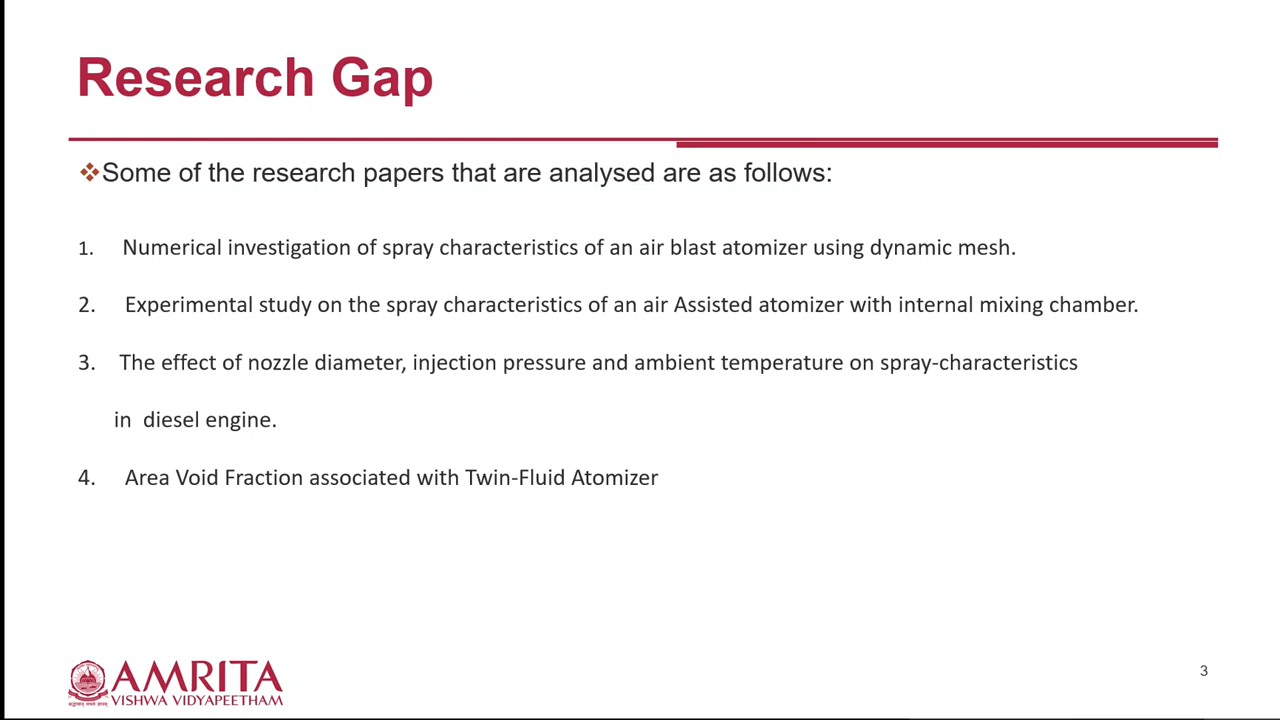 Research Gap
❖Some of the research papers that are analysed are as follows:
1. Numerical investigation of spray characteristics of an air blast atomizer using dynamic mesh.
2. Experimental study on the spray characteristics of an air Assisted atomizer with internal mixing chamber.
3. The effect of nozzle diameter, injection pressure and ambient temperature on spray-characteristics
in diesel engine.
4. Area Void Fraction associated with Twin-Fluid Atomizer
AMRITA
VISHWA VIDYAPEETHAM
3